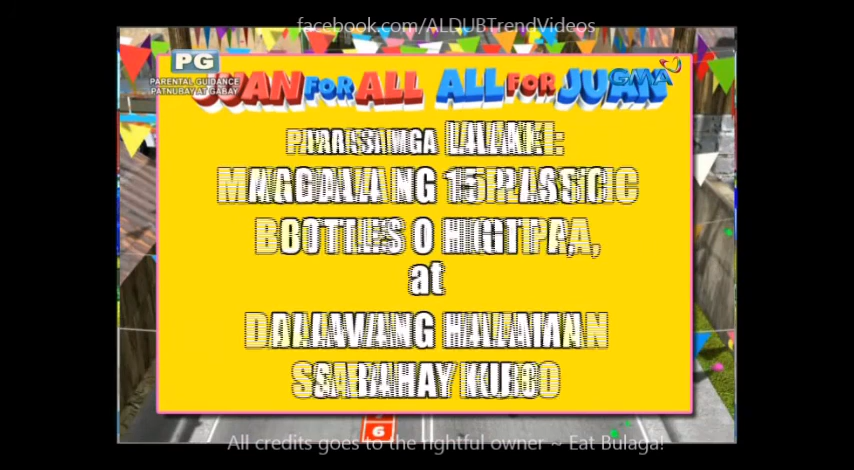 facebook.com/ALDUBTrendVideos
PG
PARENTAL GUIDANCE
PATNUBAY AT GABAY
JUAN FOR ALL ALL FOR JUAN
GMA
PARA SA MGA LALAKI:
MAGDALA NG 15 PLASTIC
BOTTLES O HIGIT PA,
at
DALAWANG HALAMAN
SA BAHAY KUBO
6
All credits goes to the rightful owner ~ Eat Bulaga!